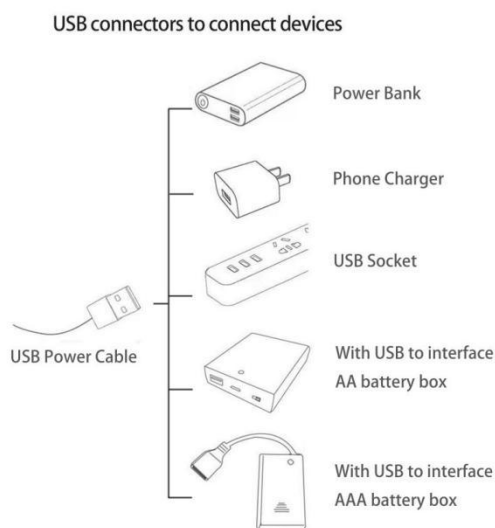 USB connectors to connect devices
Power Bank
Phone Charger
USB Socket
USB Power Cable
With USB to interface
AA battery box
With USB to interface
AAA battery box